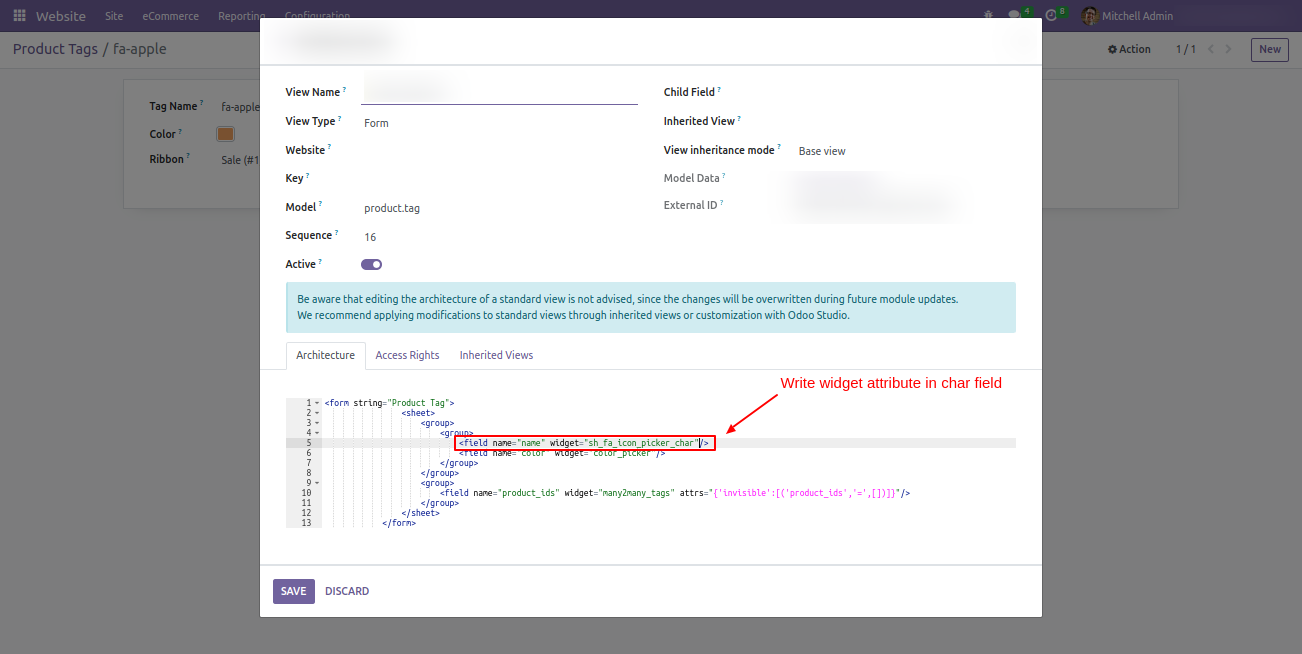 Website Site eCommerce Reporting Configuration 4 8 Mitchell Admin
Product Tags / fa-apple Action 1 / 1 New
Tag Name ? fa-apple
Color ?
Ribbon ? Sale (#1
View Name ?
View Type ? Form
Website ?
Key ?
Model ? product.tag
Sequence ? 16
Active ?
Child Field ?
Inherited View ?
View inheritance mode ? Base view
Model Data ?
External ID ?
Be aware that editing the architecture of a standard view is not advised, since the changes will be overwritten during future module updates.
We recommend applying modifications to standard views through inherited views or customization with Odoo Studio.
Architecture Access Rights Inherited Views
Write widget attribute in char field
1 <form string="Product Tag">
2 <sheet>
3 <group>
4 <group>
5 <field name="name" widget="sh_fa_icon_picker_char"/>
6 <field name="color" widget="color_picker"/>
7 </group>
8 </group>
9 <group>
10 <field name="product_ids" widget="many2many_tags" attrs="{'invisible':[('product_ids','=',[])]}"/>
11 </group>
12 </sheet>
13 </form>
SAVE DISCARD